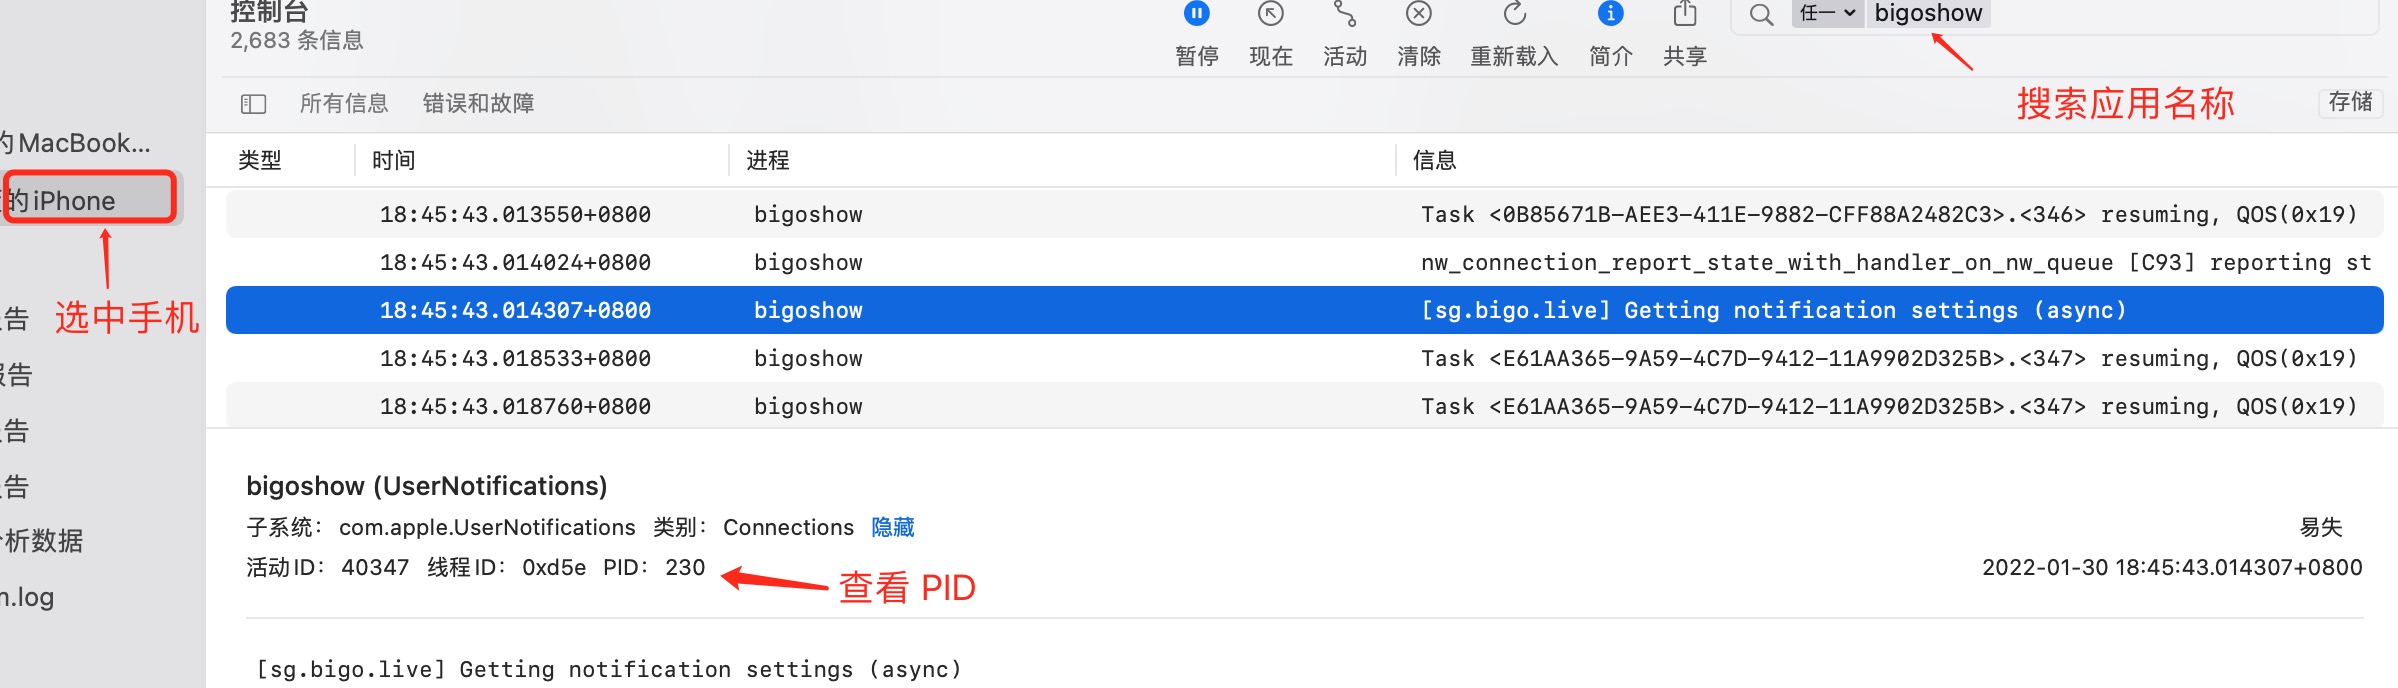 控制台
2,683 条信息
暂停 现在 活动 清除 重新载入 简介 共享
任一 bigoshow
搜索应用名称
所有信息 错误和故障
存储
的MacBook...
的iPhone
选中手机
告
报告
告
告
析数据
.log
类型 时间 进程 信息
18:45:43.013550+0800 bigoshow Task <0B85671B-AEE3-411E-9882-CFF88A2482C3>.<346> resuming, QOS(0x19)
18:45:43.014024+0800 bigoshow nw_connection_report_state_with_handler_on_nw_queue [C93] reporting st
18:45:43.014307+0800 bigoshow [sg.bigo.live] Getting notification settings (async)
18:45:43.018533+0800 bigoshow Task <E61AA365-9A59-4C7D-9412-11A9902D325B>.<347> resuming, QOS(0x19)
18:45:43.018760+0800 bigoshow Task <E61AA365-9A59-4C7D-9412-11A9902D325B>.<347> resuming, QOS(0x19)
bigoshow (UserNotifications)
子系统： com.apple.UserNotifications 类别： Connections 隐藏
易失
活动ID： 40347 线程ID： 0xd5e PID： 230
查看 PID
2022-01-30 18:45:43.014307+0800
[sg.bigo.live] Getting notification settings (async)